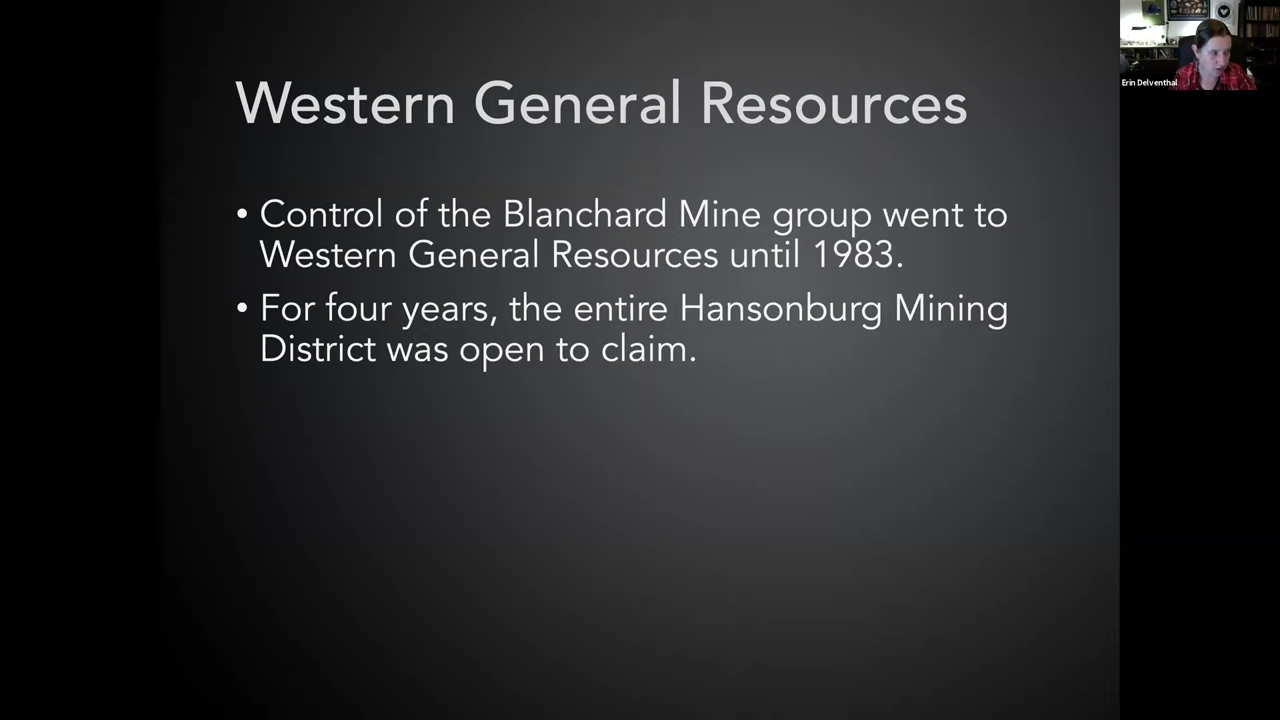 Western General Resources
• Control of the Blanchard Mine group went to
Western General Resources until 1983.
• For four years, the entire Hansonburg Mining
District was open to claim.
Erin Delventhal